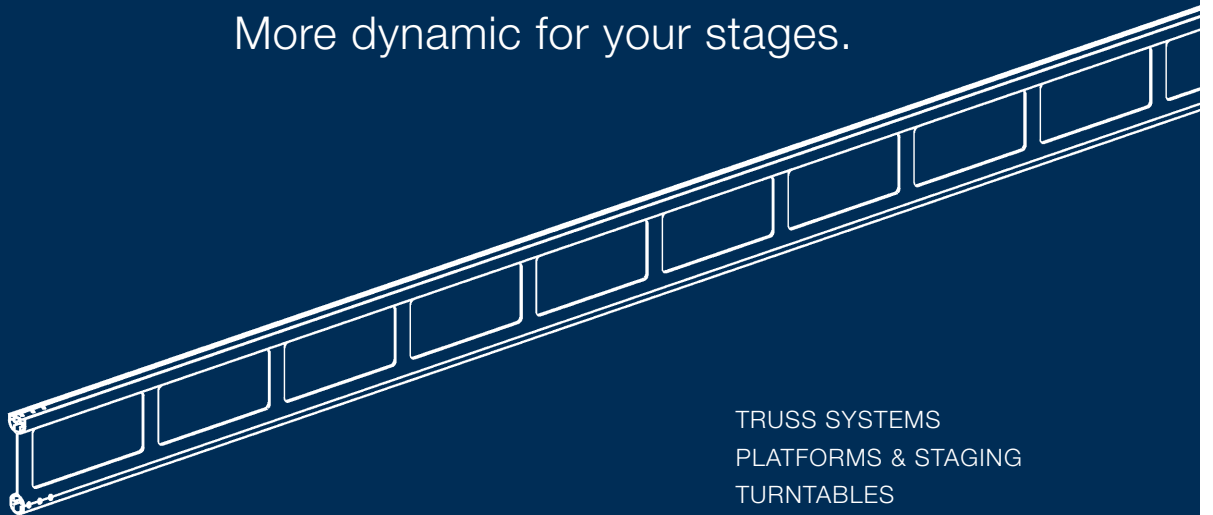 More dynamic for your stages.
TRUSS SYSTEMS
PLATFORMS & STAGING
TURNTABLES